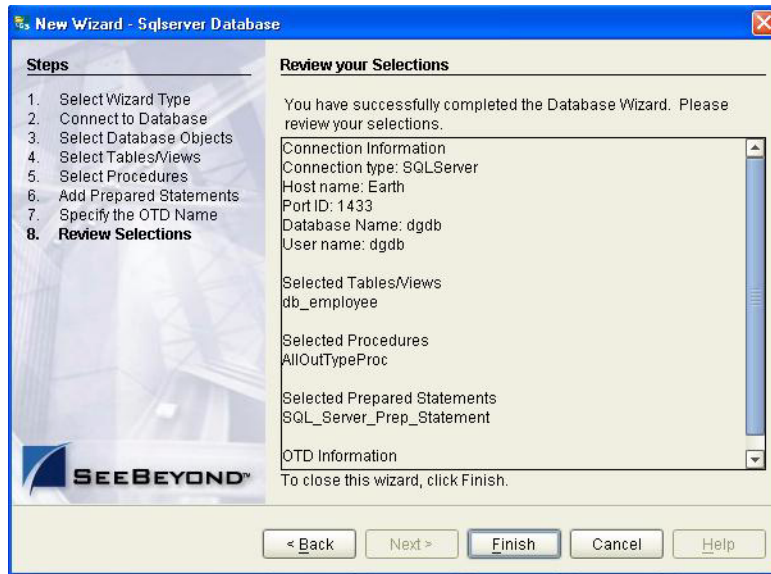 New Wizard - Sqlserver Database
Steps
1. Select Wizard Type
2. Connect to Database
3. Select Database Objects
4. Select Tables/Views
5. Select Procedures
6. Add Prepared Statements
7. Specify the OTD Name
8. Review Selections
SEEBEYOND™
Review your Selections
You have successfully completed the Database Wizard. Please
review your selections.
Connection Information
Connection type: SQLServer
Host name: Earth
Port ID: 1433
Database Name: dgdb
User name: dgdb
Selected Tables/Views
db_employee
Selected Procedures
AllOutTypeProc
Selected Prepared Statements
SQL_Server_Prep_Statement
OTD Information
To close this wizard, click Finish.
< Back Next > Finish Cancel Help